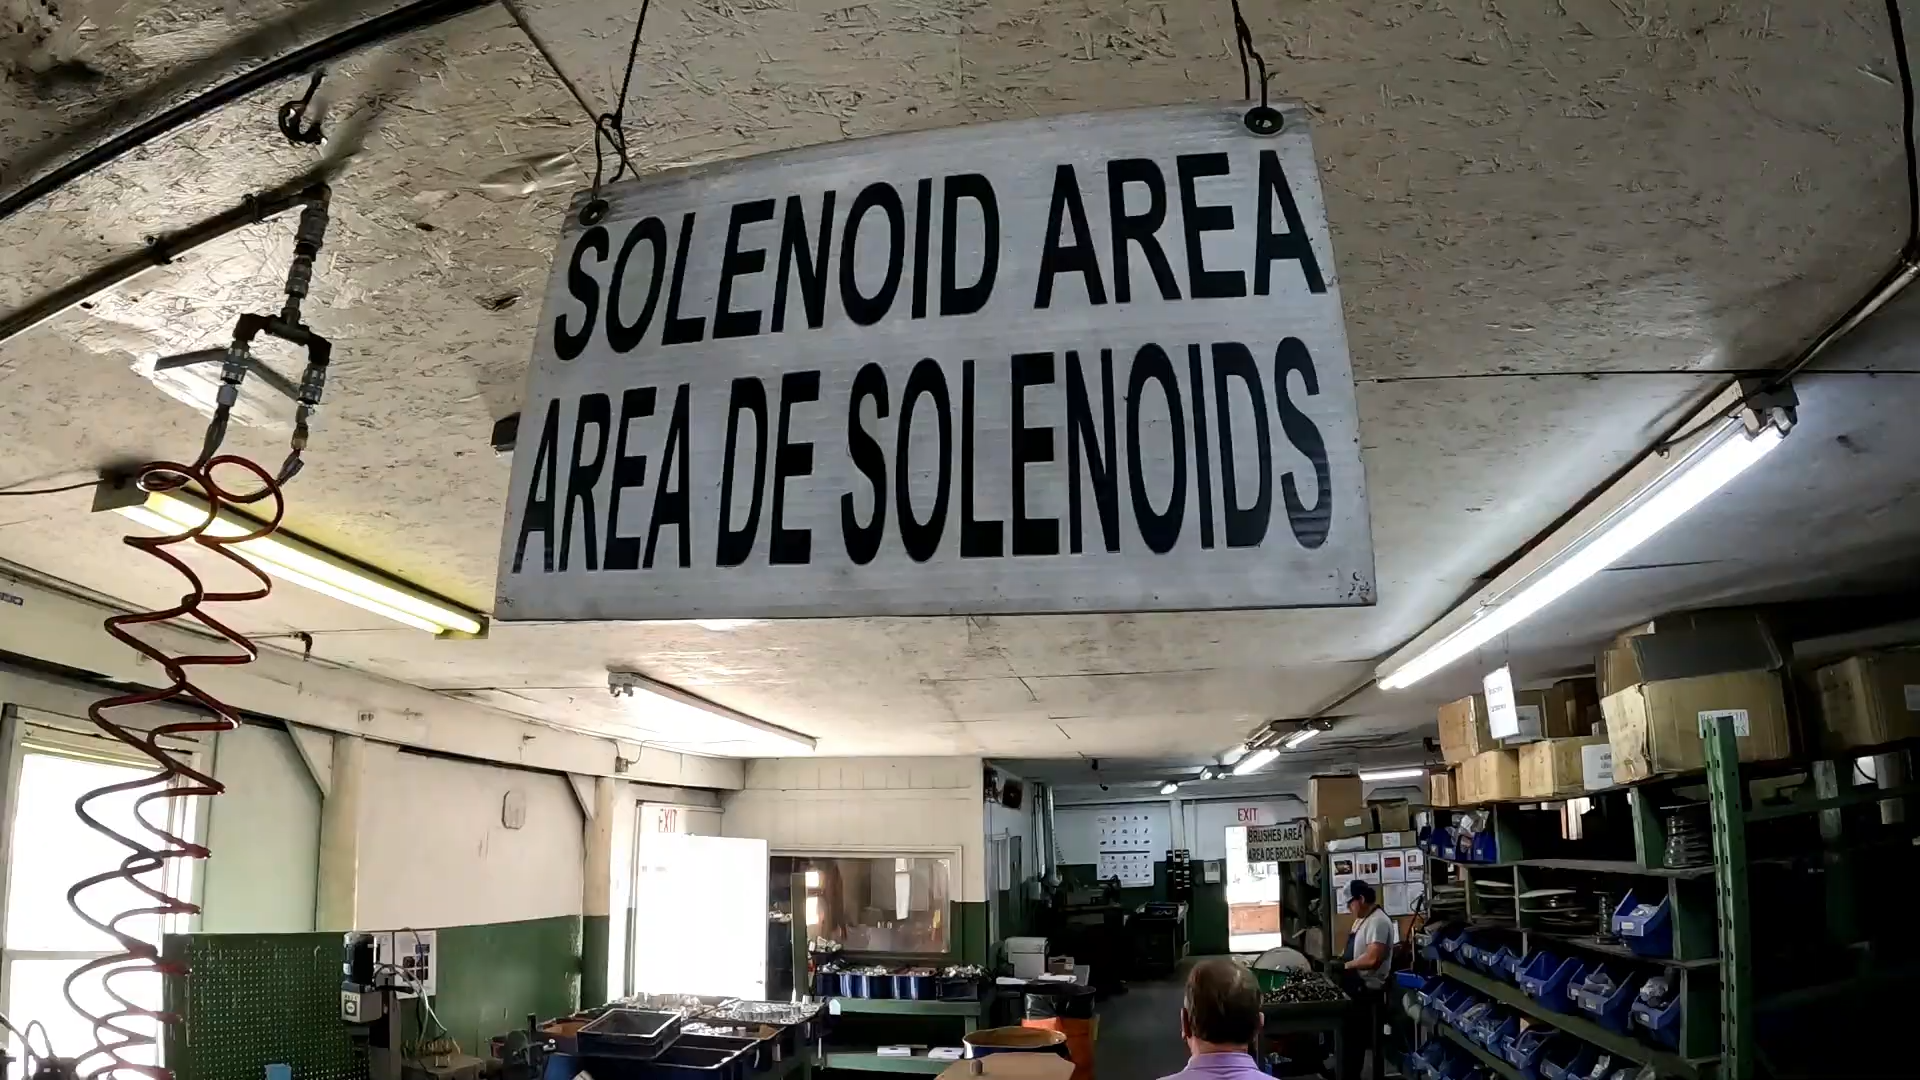 SOLENOID AREA
AREA DE SOLENOIDS
EXIT
EXIT
BRUSHES AREA
AREA DE BROCHAS